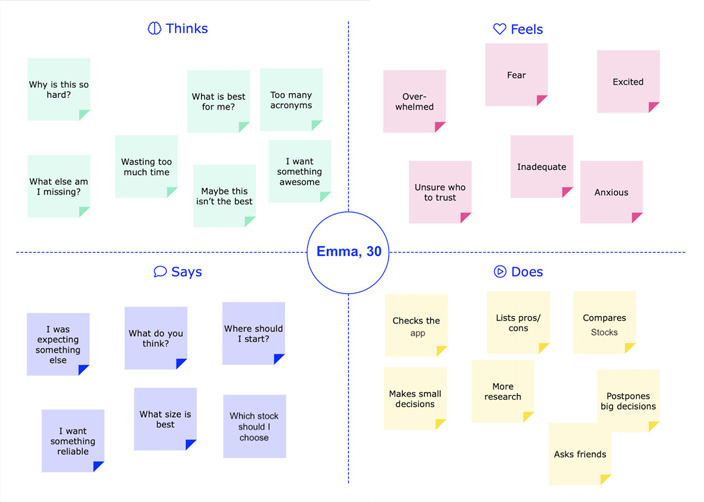 Thinks
Why is this so
hard?
What is best
for me?
Too many
acronyms
What else am
I missing?
Wasting too
much time
Maybe this
isn't the best
I want
something
awesome
Feels
Over-
whelmed
Fear
Excited
Unsure who
to trust
Inadequate
Anxious
Emma, 30
Says
I was
expecting
something
else
What do you
think?
Where should
I start?
I want
something
reliable
What size is
best
Which stock
should I
choose
Does
Checks the
app
Lists pros/
cons
Compares
Stocks
Makes small
decisions
More
research
Postpones
big decisions
Asks friends